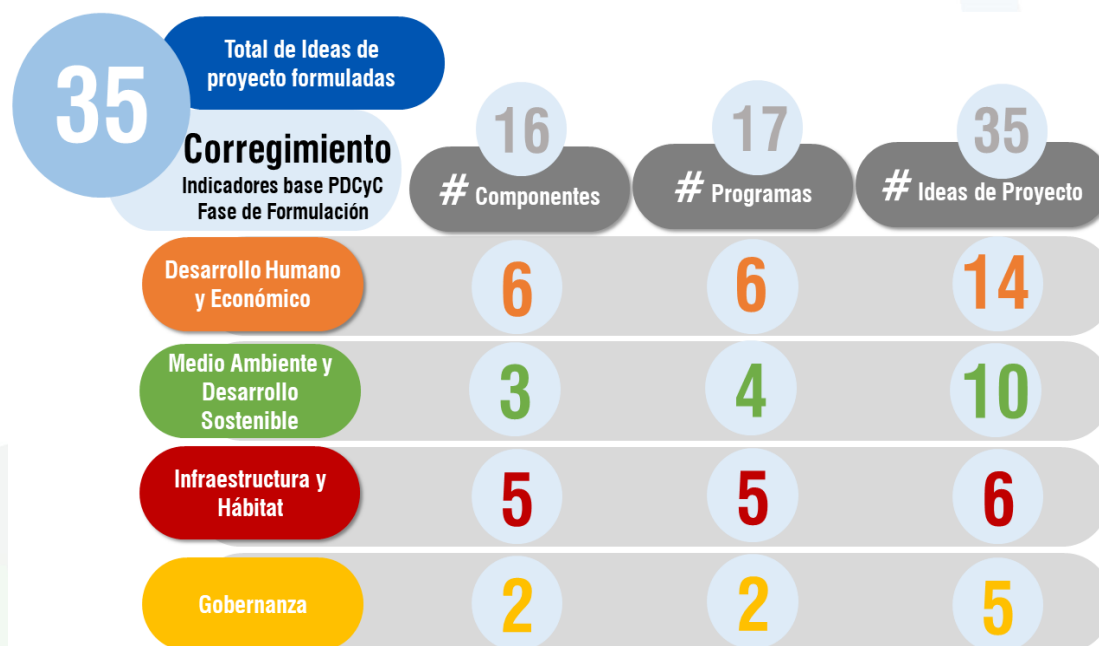 35
Total de Ideas de
proyecto formuladas
Corregimiento
Indicadores base PDCyC
Fase de Formulación
16
# Componentes
17
# Programas
35
# Ideas de Proyecto
Desarrollo Humano
y Económico
6
6
14
Medio Ambiente y
Desarrollo
Sostenible
3
4
10
Infraestructura y
Hábitat
5
5
6
Gobernanza
2
2
5